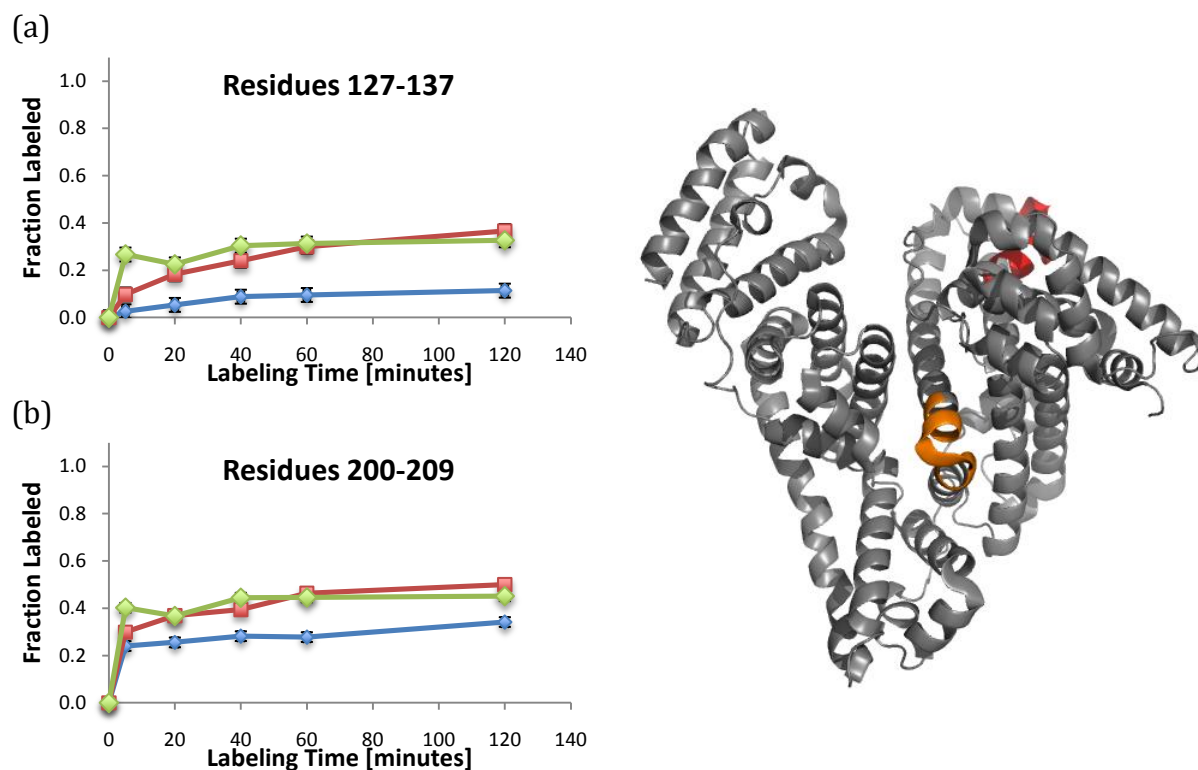 (a)
Residues 127-137
Fraction Labeled
1.0
0.8
0.6
0.4
0.2
0.0
0 20 40 60 80 100 120 140
Labeling Time [minutes]
(b)
Residues 200-209
Fraction Labeled
1.0
0.8
0.6
0.4
0.2
0.0
0 20 40 60 80 100 120 140
Labeling Time [minutes]